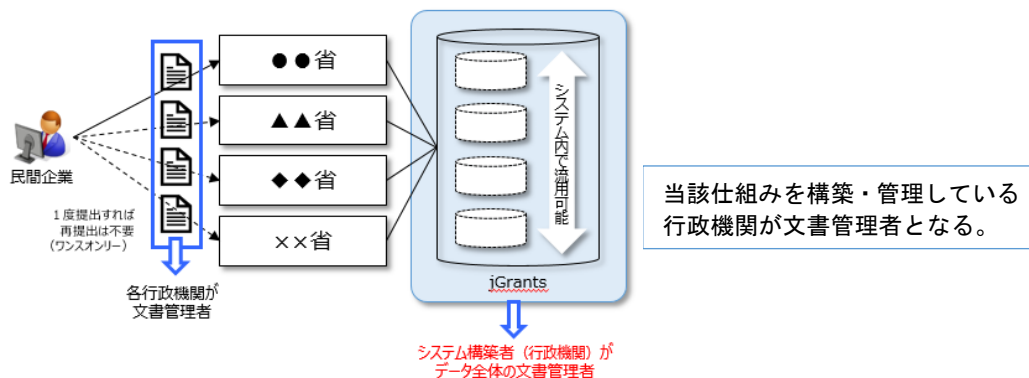 ●●省
▲▲省
◆◆省
××省
民間企業
1度提出すれば
再提出は不要
（ワンスオンリー）
各行政機関が
文書管理者
システム内で流用可能
jGrants
システム構築者（行政機関）が
データ全体の文書管理者
当該仕組みを構築・管理している
行政機関が文書管理者となる。